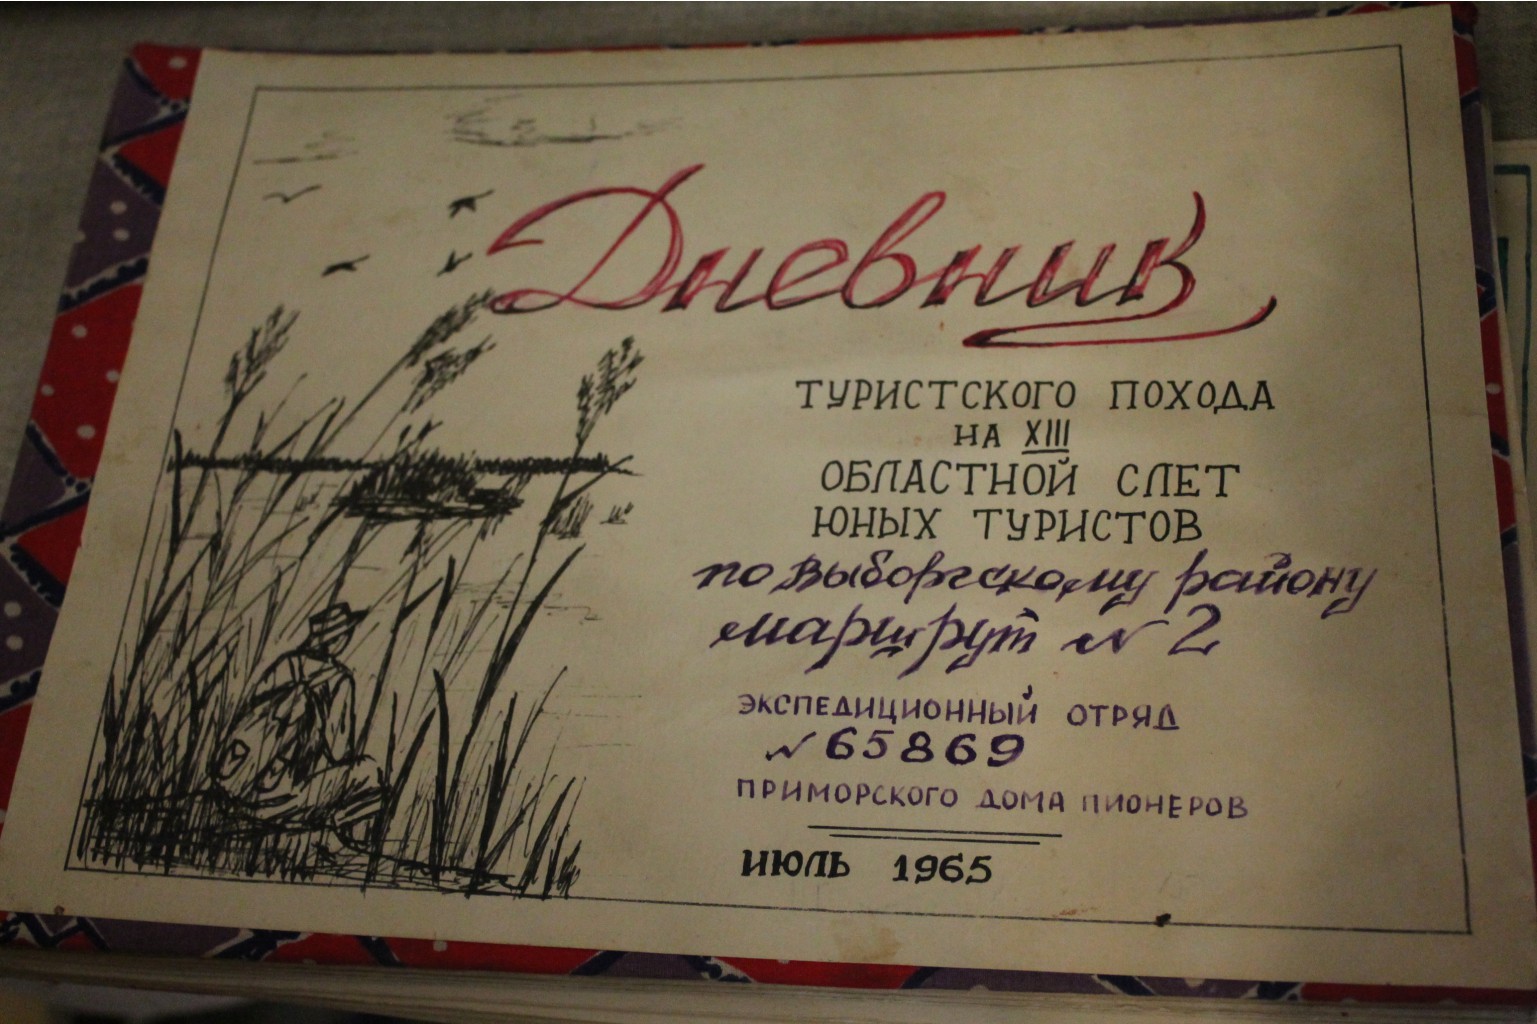 Дневник
ТУРИСТСКОГО ПОХОДА
НА XIII
ОБЛАСТНОЙ СЛЕТ
ЮНЫХ ТУРИСТОВ
по Выборгскому району
маршрут № 2
ЭКСПЕДИЦИОННЫЙ ОТРЯД
№ 65869
ПРИМОРСКОГО ДОМА ПИОНЕРОВ
ИЮЛЬ 1965